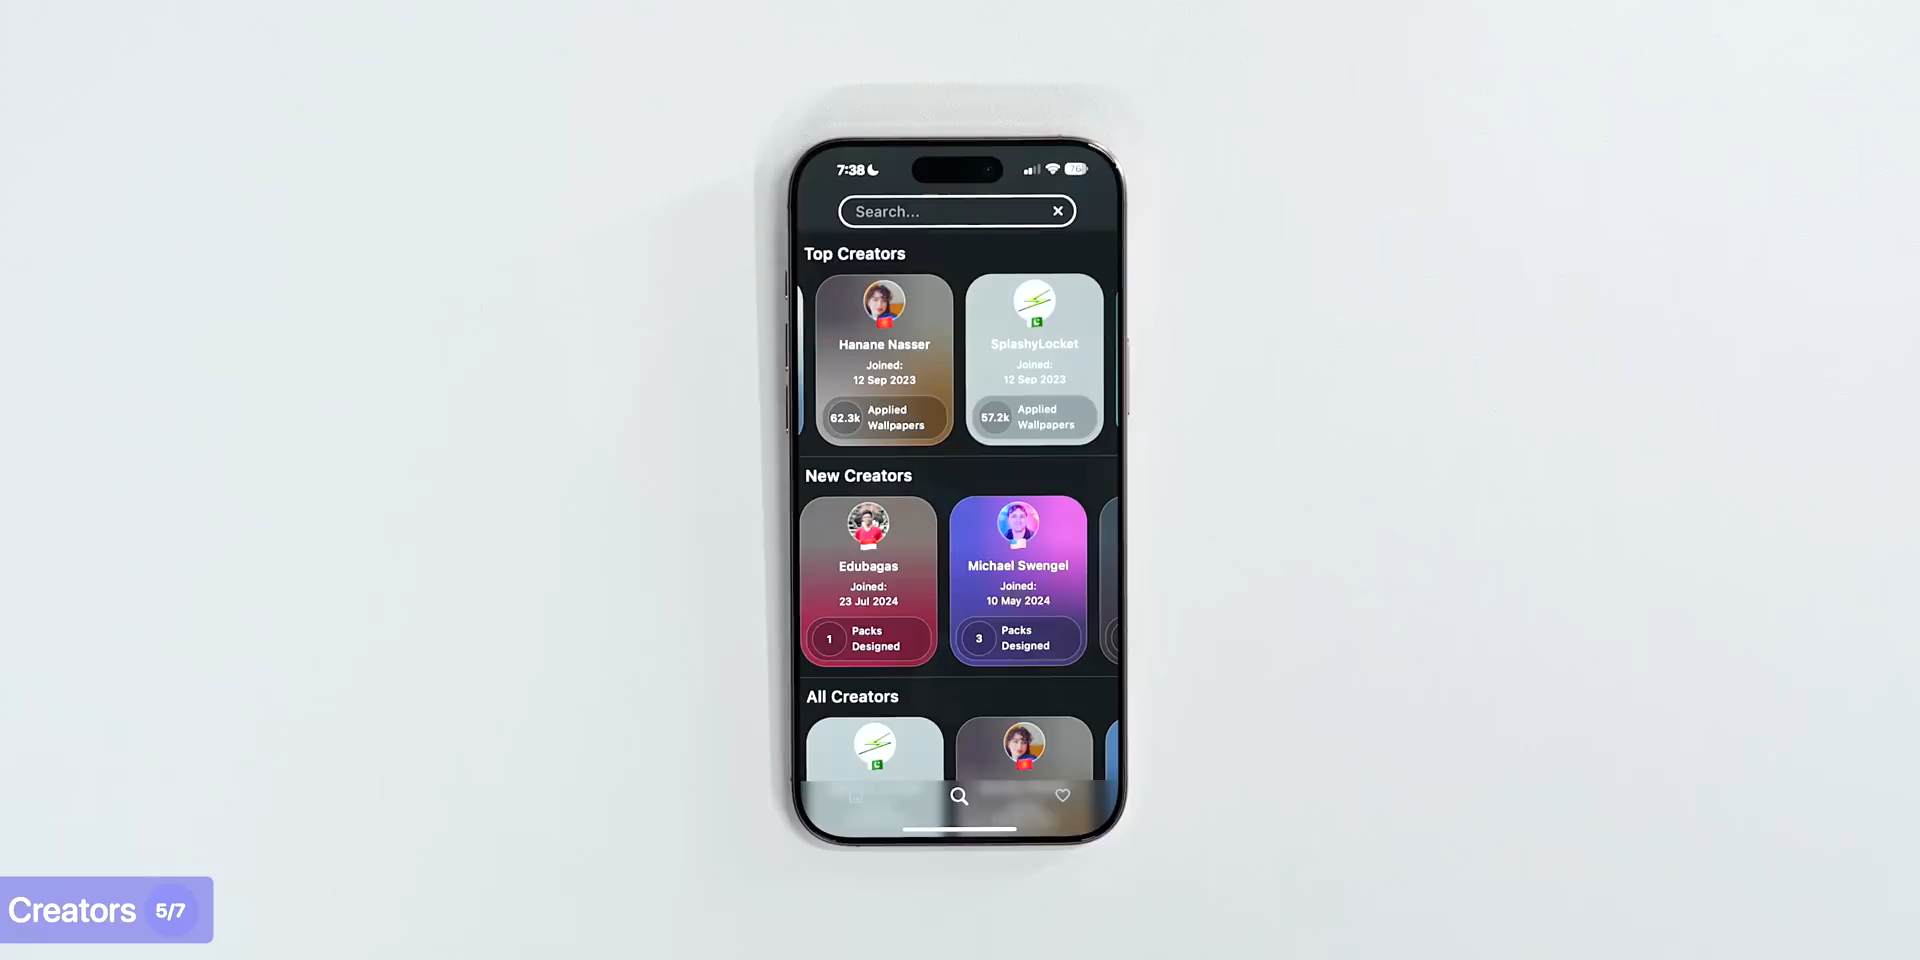 7:38
76
Search...
Top Creators
Hanane Nasser
Joined:
12 Sep 2023
62.3k
Applied
Wallpapers
SplashyLocket
Joined:
12 Sep 2023
57.2k
Applied
Wallpapers
New Creators
Edubagas
Joined:
23 Jul 2024
1
Packs
Designed
Michael Swengel
Joined:
10 May 2024
3
Packs
Designed
All Creators
Creators 5/7